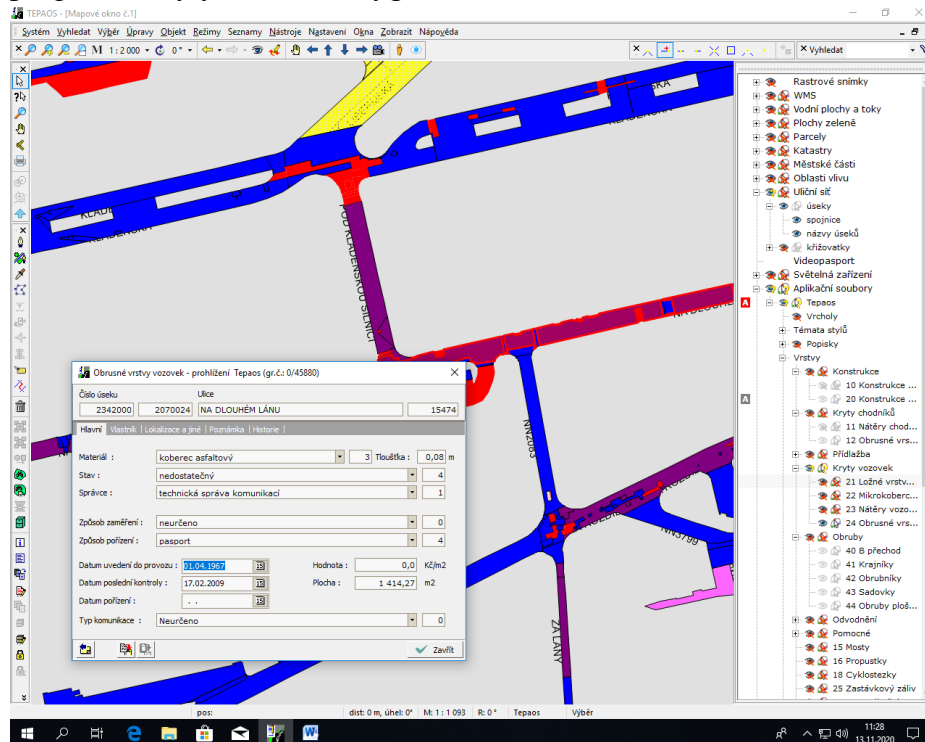 TEPAOS - [Mapové okno č.1]
Systém Vyhledat Výběr Úpravy Objekt Režimy Seznamy Nástroje Nastavení Okna Zobrazit Nápověda
M 1:2 000 0° Vyhledat
Rastrové snímky
WMS
Vodní plochy a toky
Plochy zeleně
Parcely
Katastry
Městské části
Oblasti vlivu
Uliční síť
úseky
spojnice
názvy úseků
křižovatky
Videopasport
Světelná zařízení
Aplikační soubory
A Tepaos
Vrcholy
Témata stylů
Popisky
Vrstvy
Konstrukce
10 Konstrukce ...
A 20 Konstrukce ...
Kryty chodníků
11 Nátěry chod...
12 Obrusné vrs...
Přídlažba
Kryty vozovek
21 Ložné vrstv...
22 Mikrokoberc...
23 Nátěry vozo...
24 Obrusné vrs...
Obruby
40 B přechod
41 Krajníky
42 Obrubníky
43 Sadovky
44 Obruby ploš...
Odvodnění
Pomocné
15 Mosty
16 Propustky
18 Cyklostezky
25 Zastávkový záliv
POD KLADENSKOU SILNICÍ
NN2083
NN3799
ZA LÁNY
Obrusné vrstvy vozovek - prohlížení Tepaos (gr.č.: 0/45880)
Číslo úseku Ulice
2342000 2070024 NA DLOUHÉM LÁNU 15474
Hlavní Vlastník Lokalizace a jiné Poznámka Historie
Materiál : koberec asfaltový 3 Tloušťka : 0,08 m
Stav : nedostatečný 4
Správce : technická správa komunikací 1
Způsob zaměření : neurčeno 0
Způsob pořízení : pasport 4
Datum uvedení do provozu : 01.04.1967 15 Hodnota : 0,0 Kč/m2
Datum poslední kontroly : 17.02.2009 15 Plocha : 1 414,27 m2
Datum pořízení : . . 15
Typ komunikace : Neurčeno 0
Zavřít
pos: dist: 0 m, úhel: 0° M: 1 : 1 093 R: 0° Tepaos Výběr
11:28
13.11.2020